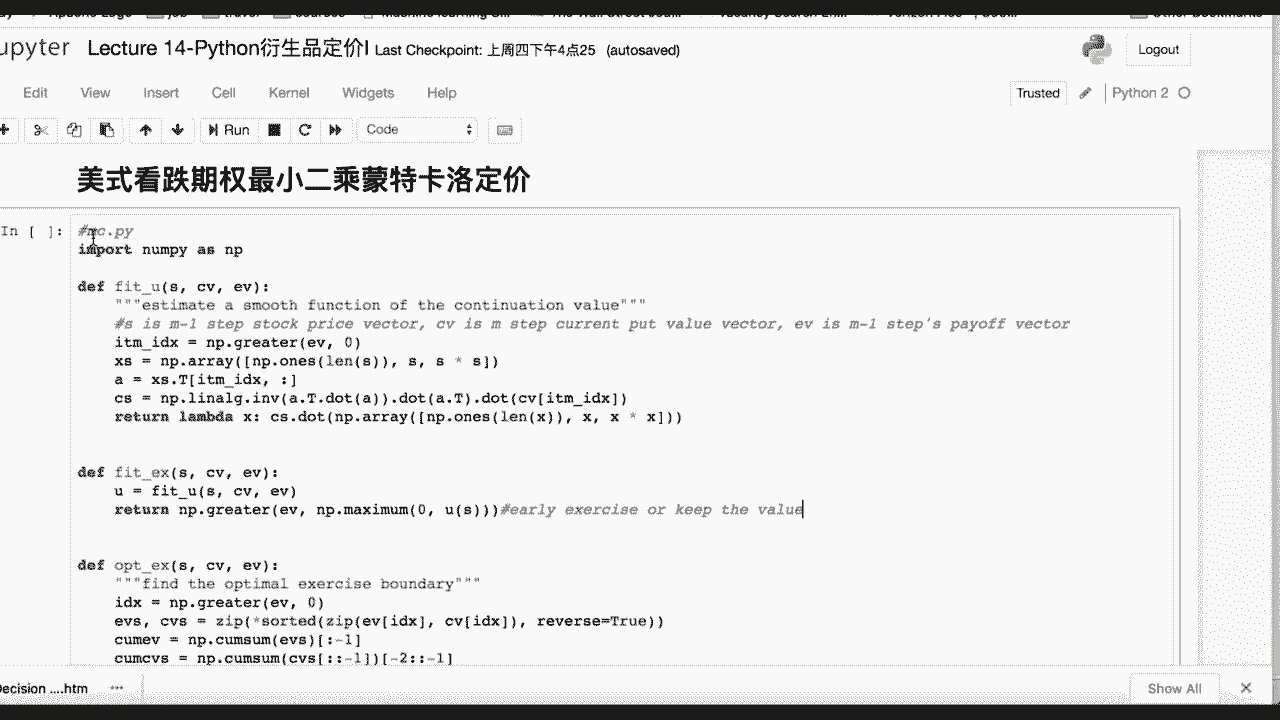 upyter Lecture 14-Python衍生品定价I Last Checkpoint: 上周四下午4点25 (autosaved)
Logout
Edit View Insert Cell Kernel Widgets Help
Trusted Python 2
Run Code
美式看跌期权最小二乘蒙特卡洛定价
In [ ]: #mc.py
import numpy as np
def fit_u(s, cv, ev):
"""estimate a smooth function of the continuation value"""
#s is m-1 step stock price vector, cv is m step current put value vector, ev is m-1 step's payoff vector
itm_idx = np.greater(ev, 0)
xs = np.array([np.ones(len(s)), s, s * s])
a = xs.T[itm_idx, :]
cs = np.linalg.inv(a.T.dot(a)).dot(a.T).dot(cv[itm_idx])
return lambda x: cs.dot(np.array([np.ones(len(x)), x, x * x]))
def fit_ex(s, cv, ev):
u = fit_u(s, cv, ev)
return np.greater(ev, np.maximum(0, u(s)))#early exercise or keep the value
def opt_ex(s, cv, ev):
"""find the optimal exercise boundary"""
idx = np.greater(ev, 0)
evs, cvs = zip(*sorted(zip(ev[idx], cv[idx]), reverse=True))
cumev = np.cumsum(evs)[:-1]
cumcvs = np.cumsum(cvs[::-1])[-2::-1]
Decision ....htm
Show All